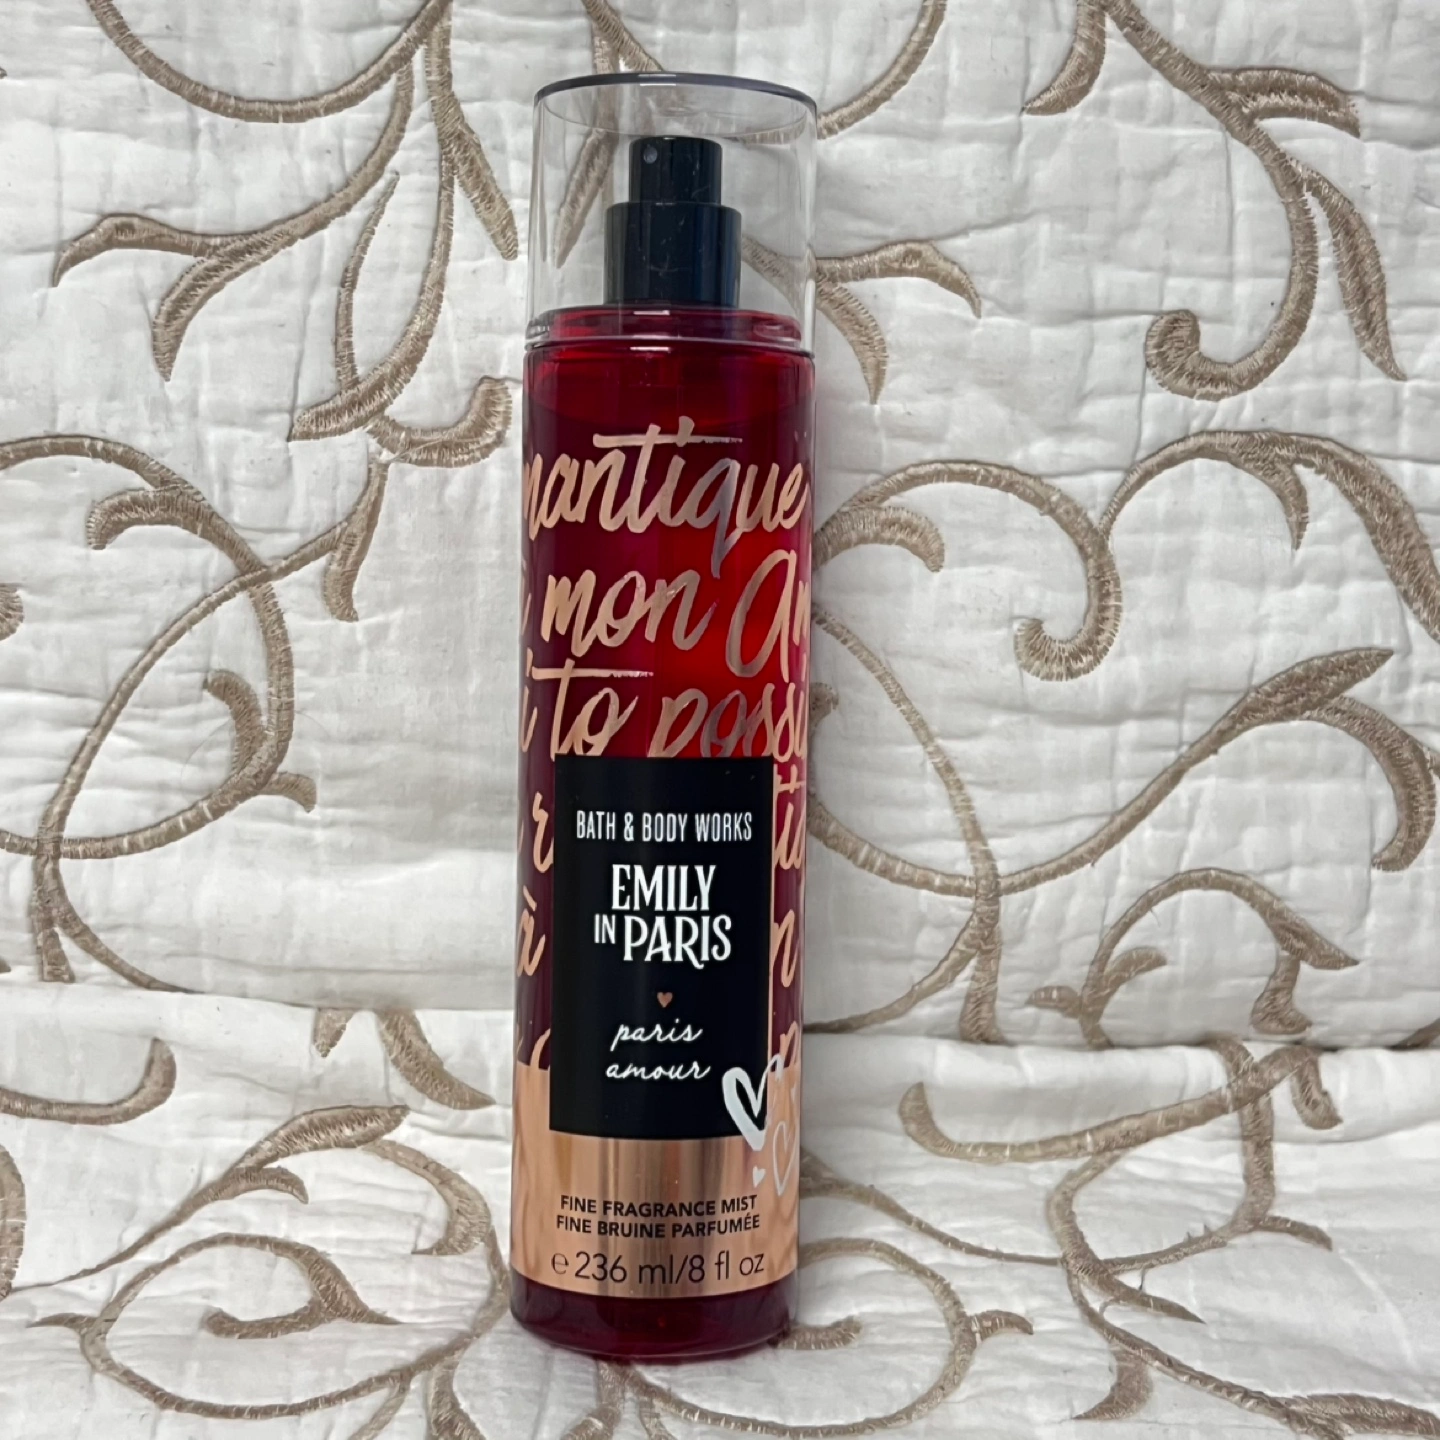 mantique
mon
to
BATH & BODY WORKS
EMILY
IN PARIS
paris
amour
FINE FRAGRANCE MIST
FINE BRUINE PARFUMÉE
℮ 236 ml/8 fl oz